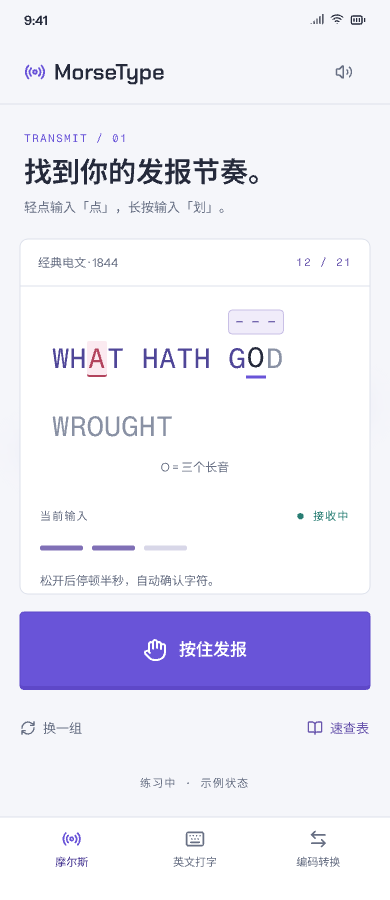 9:41
MorseType
TRANSMIT / 01
找到你的发报节奏。
轻点输入「点」，长按输入「划」。
经典电文·1844
12 / 21
– – –
WHAT HATH GOD
WROUGHT
O = 三个长音
当前输入
接收中
松开后停顿半秒，自动确认字符。
按住发报
换一组
速查表
练习中 · 示例状态
摩尔斯
英文打字
编码转换